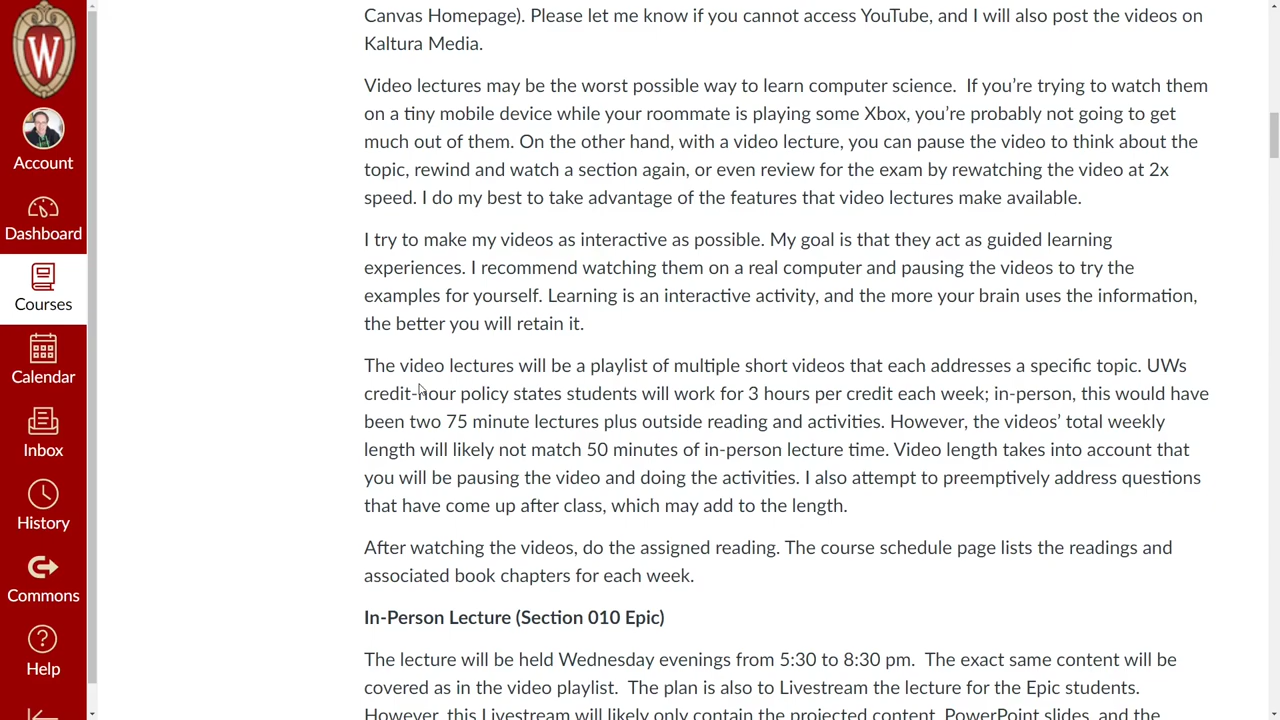 W
Account
Dashboard
Courses
Calendar
Inbox
History
Commons
Help
Canvas Homepage). Please let me know if you cannot access YouTube, and I will also post the videos on
Kaltura Media.
Video lectures may be the worst possible way to learn computer science.  If you’re trying to watch them
on a tiny mobile device while your roommate is playing some Xbox, you’re probably not going to get
much out of them. On the other hand, with a video lecture, you can pause the video to think about the
topic, rewind and watch a section again, or even review for the exam by rewatching the video at 2x
speed. I do my best to take advantage of the features that video lectures make available.
I try to make my videos as interactive as possible. My goal is that they act as guided learning
experiences. I recommend watching them on a real computer and pausing the videos to try the
examples for yourself. Learning is an interactive activity, and the more your brain uses the information,
the better you will retain it.
The video lectures will be a playlist of multiple short videos that each addresses a specific topic. UWs
credit-hour policy states students will work for 3 hours per credit each week; in-person, this would have
been two 75 minute lectures plus outside reading and activities. However, the videos’ total weekly
length will likely not match 50 minutes of in-person lecture time. Video length takes into account that
you will be pausing the video and doing the activities. I also attempt to preemptively address questions
that have come up after class, which may add to the length.
After watching the videos, do the assigned reading. The course schedule page lists the readings and
associated book chapters for each week.
In-Person Lecture (Section 010 Epic)
The lecture will be held Wednesday evenings from 5:30 to 8:30 pm.  The exact same content will be
covered as in the video playlist.  The plan is also to Livestream the lecture for the Epic students.
However, this Livestream will likely only contain the projected content, PowerPoint slides, and the